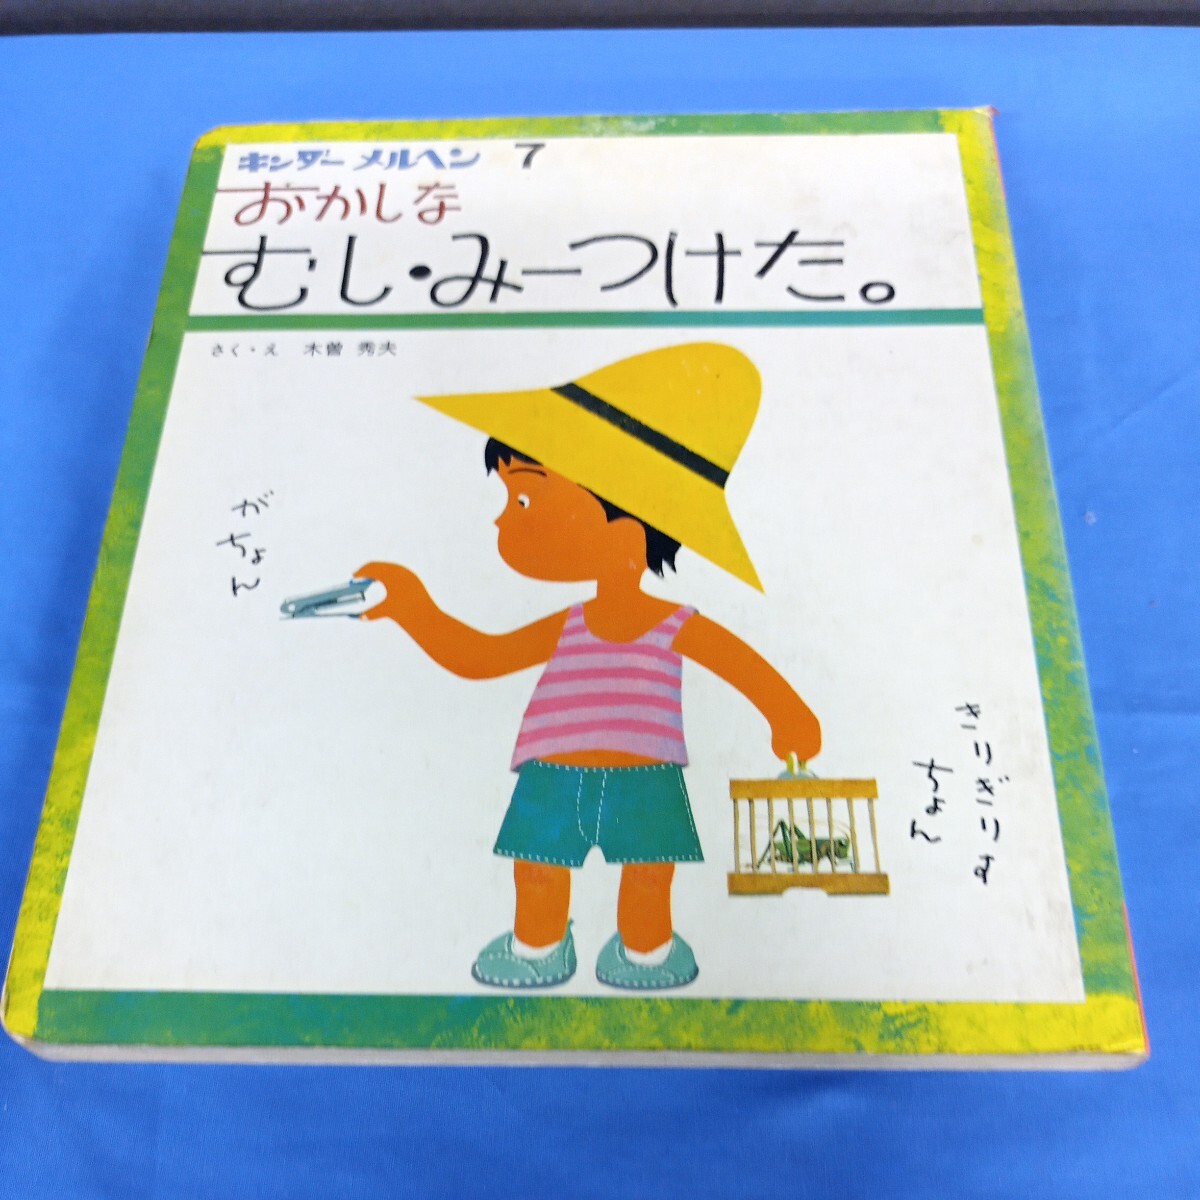 キンダーメルヘン 7
おかしな
むし・みーつけた。
さく・え 木曽 秀夫
がちょん
きりぎりす
ちょん